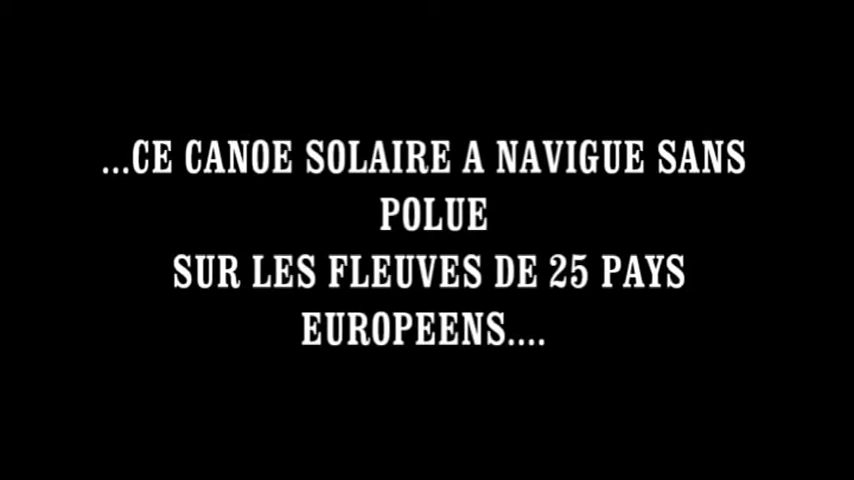 ...CE CANOE SOLAIRE A NAVIGUE SANS
POLUE
SUR LES FLEUVES DE 25 PAYS
EUROPEENS....